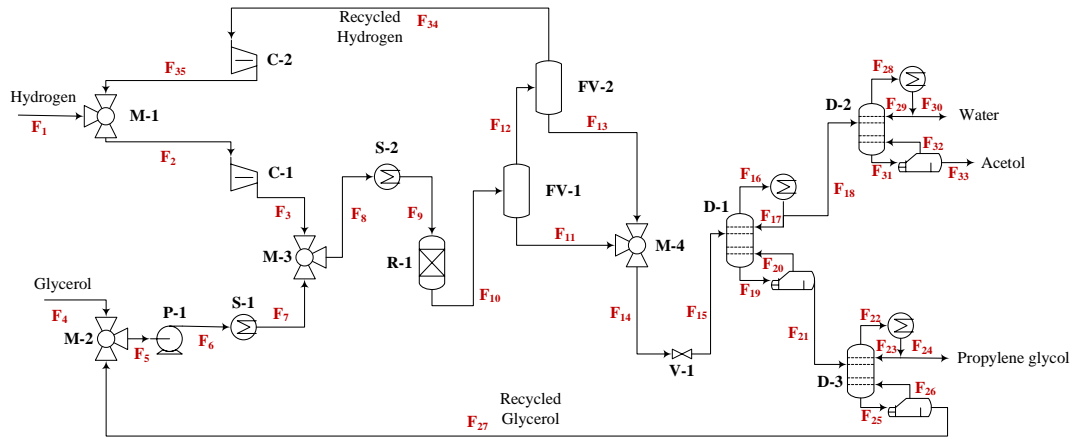 Recycled
Hydrogen
F34
C-2
F35
Hydrogen
F1
M-1
F2
C-1
F3
S-2
F8
F9
M-3
R-1
F10
F12
FV-2
F13
FV-1
F11
M-4
F14
V-1
F15
D-1
F16
F17
F18
F19
F20
F21
D-2
F28
F29
F30
Water
F31
F32
F33
Acetol
D-3
F22
F23
F24
Propylene glycol
F25
F26
Glycerol
F4
M-2
F5
P-1
F6
S-1
F7
Recycled
Glycerol
F27